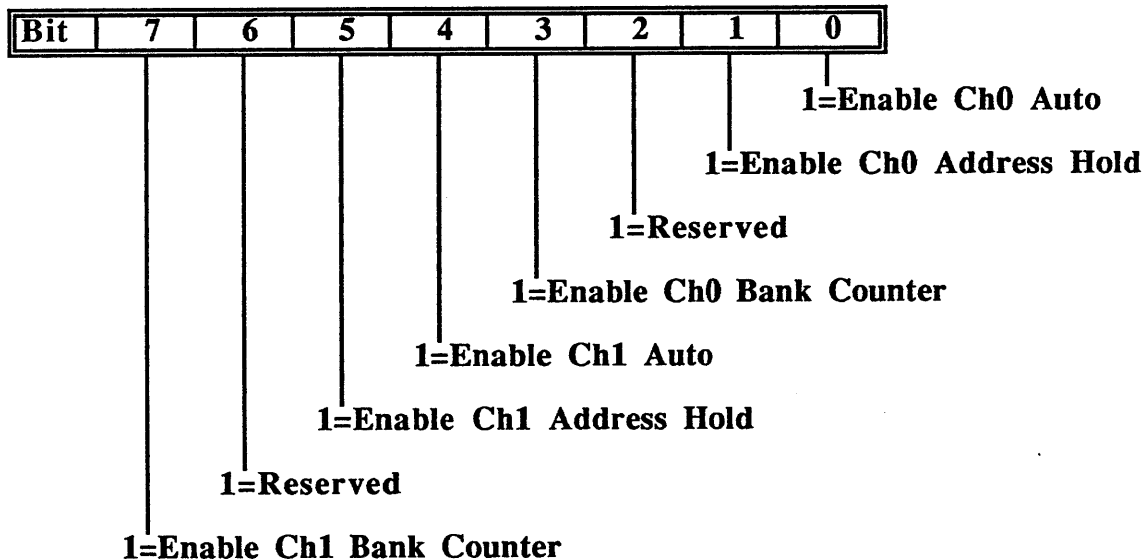 Bit 7 6 5 4 3 2 1 0
1=Enable Ch0 Auto
1=Enable Ch0 Address Hold
1=Reserved
1=Enable Ch0 Bank Counter
1=Enable Ch1 Auto
1=Enable Ch1 Address Hold
1=Reserved
1=Enable Ch1 Bank Counter